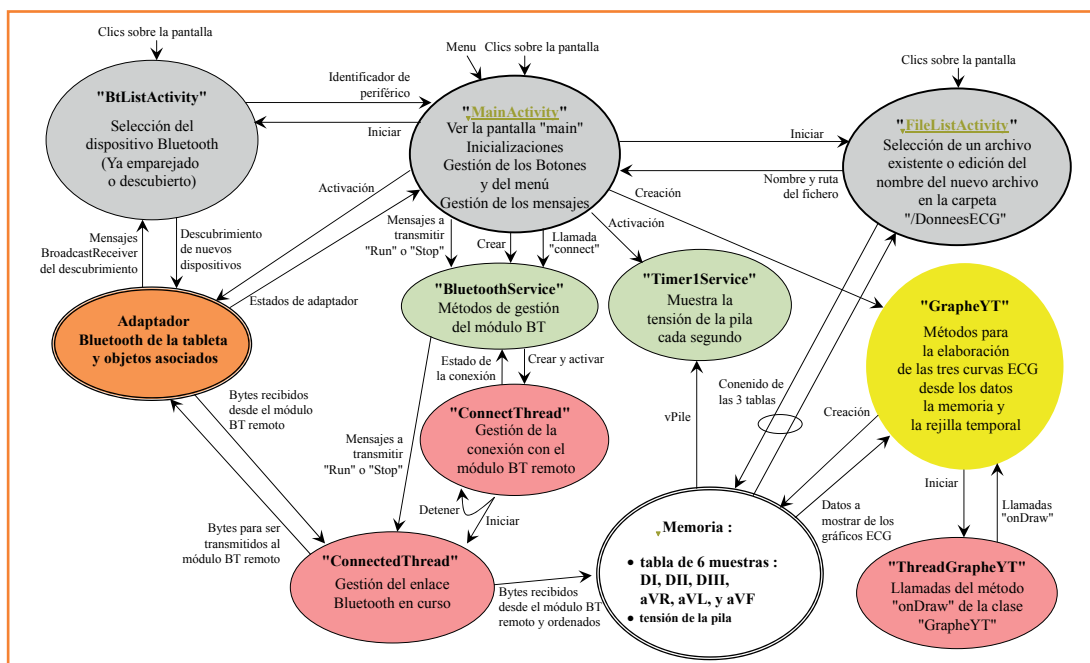 Clics sobre la pantalla
"BtListActivity"
Selección del
dispositivo Bluetooth
(Ya emparejado
o descubierto)
Identificador de
periférico
Iniciar
Menu
Clics sobre la pantalla
"MainActivity"
Ver la pantalla "main"
Inicializaciones
Gestión de los Botones
y del menú
Gestión de los mensajes
Iniciar
Nombre y ruta
del fichero
Clics sobre la pantalla
"FileListActivity"
Selección de un archivo
existente o edición del
nombre del nuevo archivo
en la carpeta
"/DonneesECG"
Activación
Creación
Activación
Mensajes
BroadcastReceiver
del descubrimiento
Descubrimiento
de nuevos
dispositivos
Estados de adaptador
Mensajes a
transmitir
"Run" o "Stop"
Crear
Llamada
"connect"
Adaptador
Bluetooth de la tableta
y objetos asociados
"BluetoothService"
Métodos de gestión
del módulo BT
"Timer1Service"
Muestra la
tensión de la pila
cada segundo
"GrapheYT"
Métodos para
la elaboración
de las tres curvas ECG
desde los datos
la memoria y
la rejilla temporal
Estado de
la conexión
Crear y activar
Bytes recibidos
desde el módulo
BT remoto
"ConnectThread"
Gestión de la
conexión con el
módulo BT remoto
Mensajes a
transmitir
"Run" o "Stop"
vPile
Conenido de
las 3 tablas
Creación
Detener
Iniciar
Bytes para ser
transmitidos al
módulo BT remoto
"ConnectedThread"
Gestión del enlace
Bluetooth en curso
Bytes recibidos
desde el módulo BT
remoto y ordenados
Memoria :
• tabla de 6 muestras :
DI, DII, DIII,
aVR, aVL, y aVF
• tensión de la pila
Datos a
mostrar de los
gráficos ECG
Iniciar
Llamadas
"onDraw"
"ThreadGrapheYT"
Llamadas del método
"onDraw" de la clase
"GrapheYT"